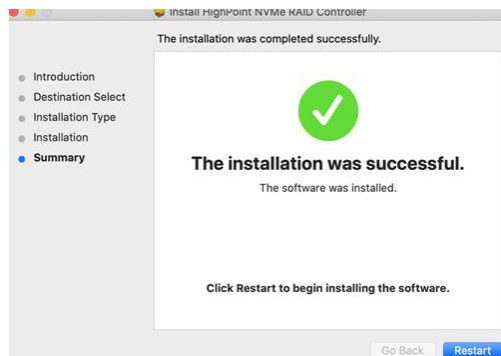 Install HighPoint NVMe RAID Controller
The installation was completed successfully.
Introduction
Destination Select
Installation Type
Installation
Summary
The installation was successful.
The software was installed.
Click Restart to begin installing the software.
Go Back
Restart